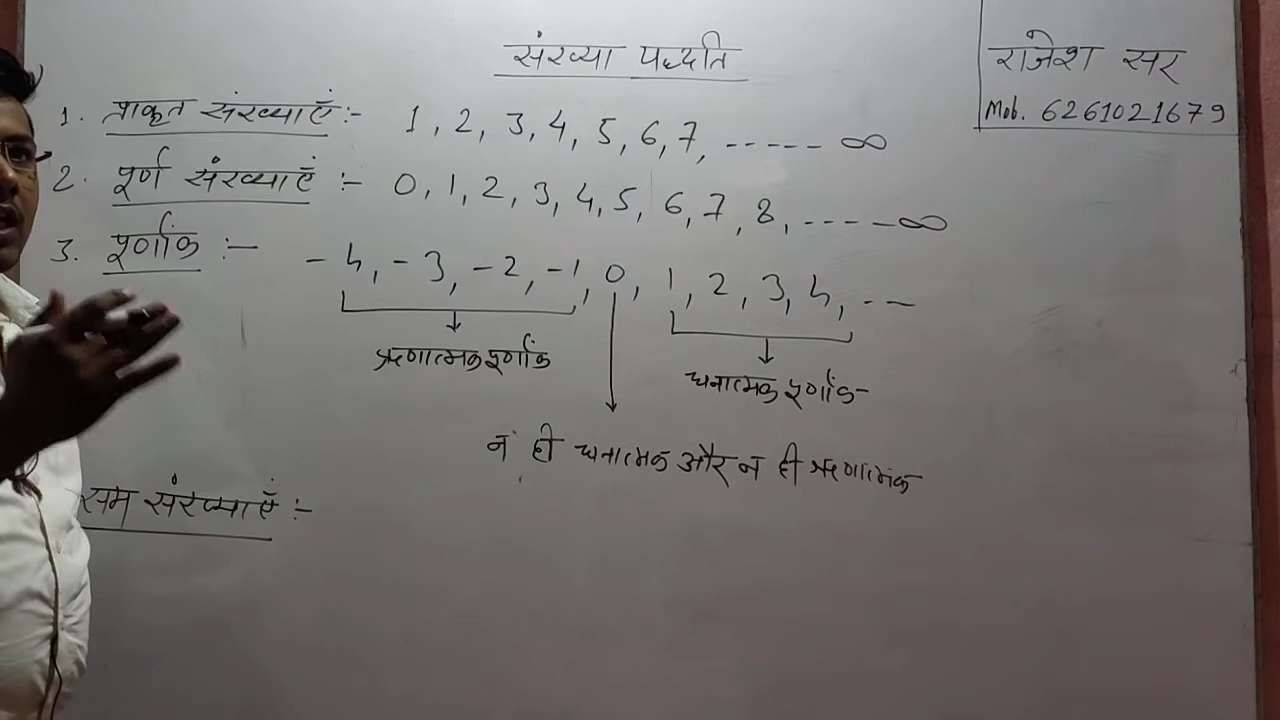 संख्या पद्धति
राजेश सर
Mob. 6261021679
1. प्राकृत संख्याएँ :- 1, 2, 3, 4, 5, 6, 7, ----- ∞
2. पूर्ण संख्याएँ :- 0, 1, 2, 3, 4, 5, 6, 7, 8, ---- ∞
3. पूर्णांक :- -4, -3, -2, -1, 0, 1, 2, 3, 4, --
ऋणात्मक पूर्णांक
धनात्मक पूर्णांक
न ही धनात्मक और न ही ऋणात्मक
सम संख्याएँ :-